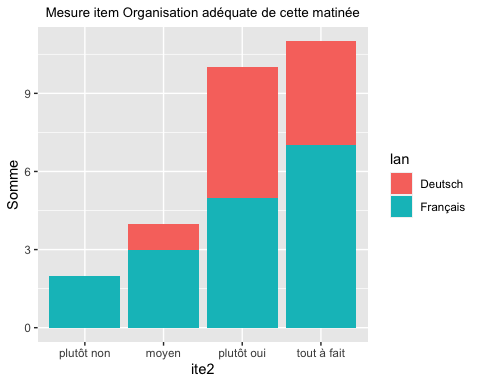 Mesure item Organisation adéquate de cette matinée
Somme
9
6
3
0
plutôt non moyen plutôt oui tout à fait
ite2
lan
Deutsch
Français